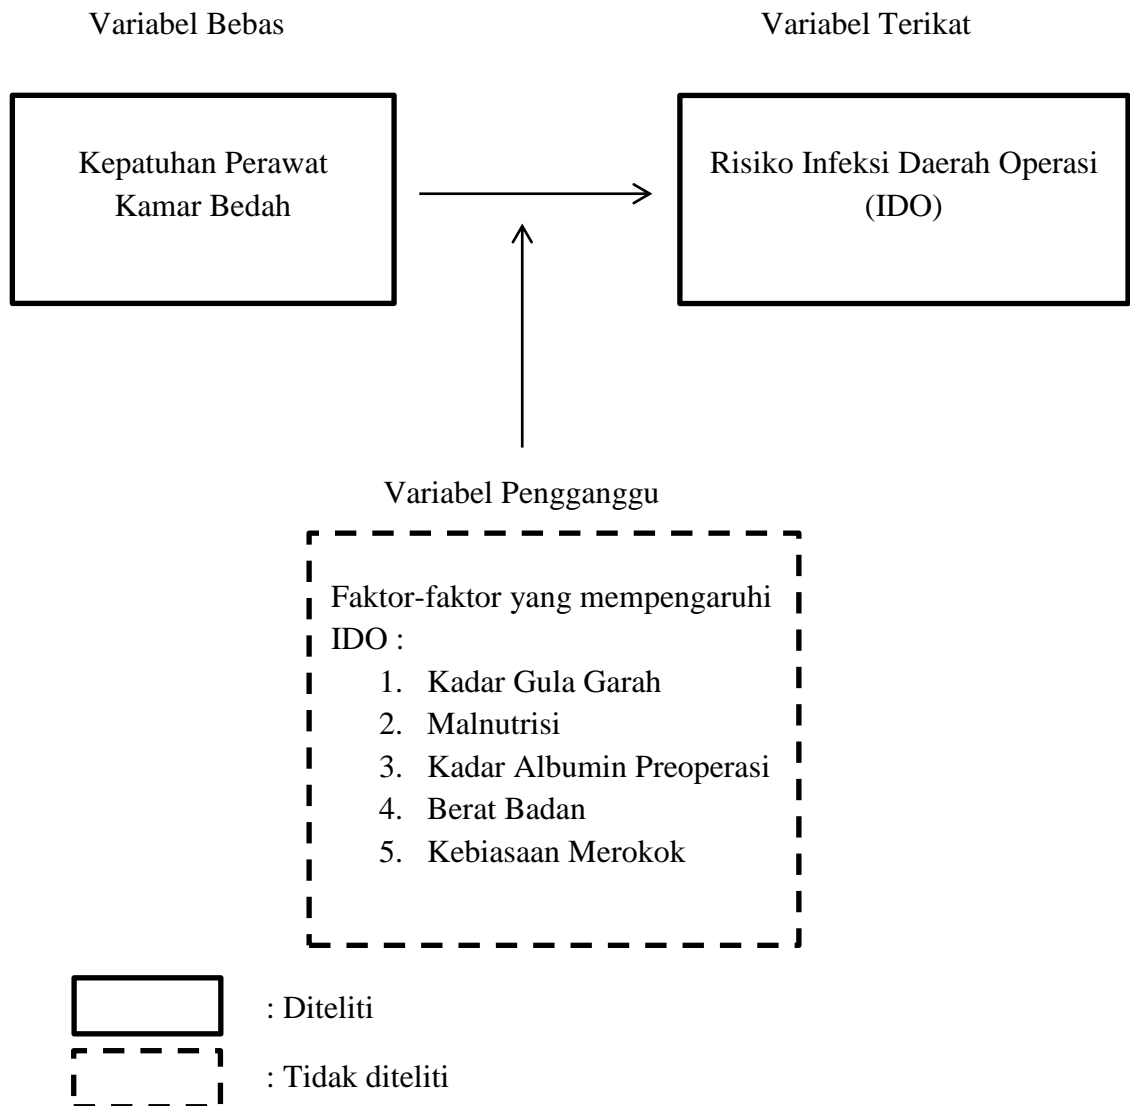 Variabel Bebas
Variabel Terikat
Kepatuhan Perawat
Kamar Bedah
Risiko Infeksi Daerah Operasi
(IDO)
Variabel Pengganggu
Faktor-faktor yang mempengaruhi
IDO :
1. Kadar Gula Garah
2. Malnutrisi
3. Kadar Albumin Preoperasi
4. Berat Badan
5. Kebiasaan Merokok
: Diteliti
: Tidak diteliti